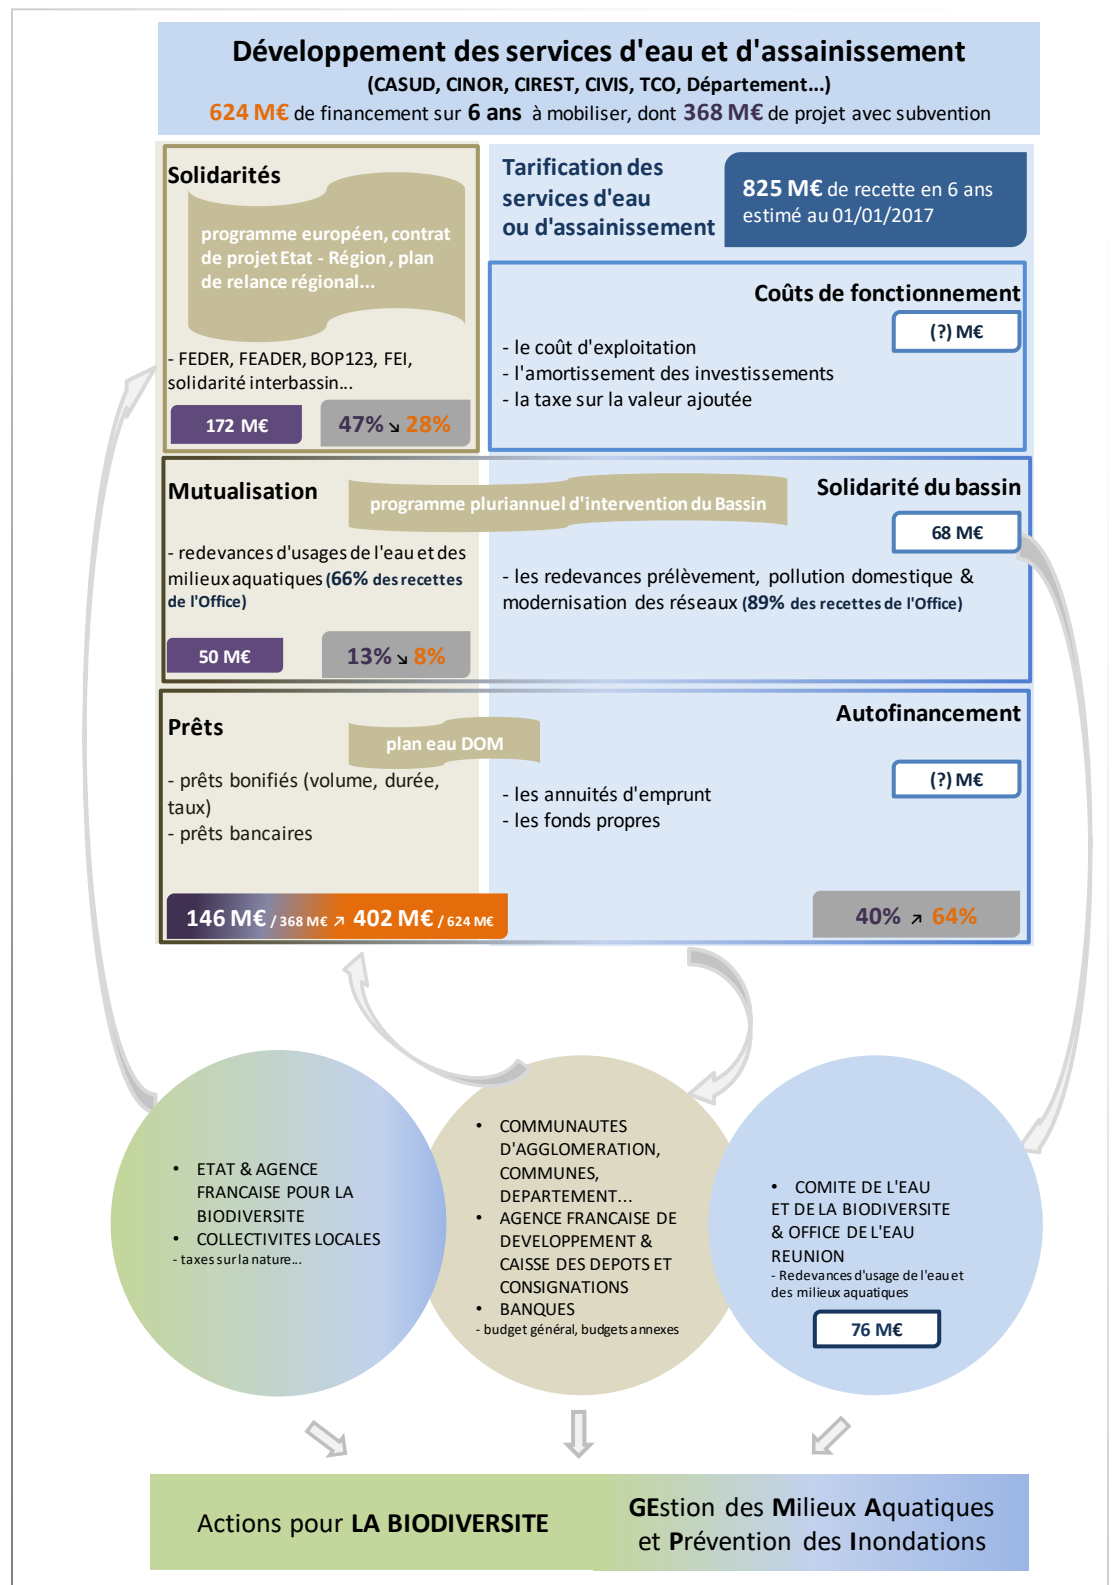 Développement des services d'eau et d'assainissement
(CASUD, CINOR, CIREST, CIVIS, TCO, Département...)
624 M€ de financement sur 6 ans à mobiliser, dont 368 M€ de projet avec subvention
Solidarités
programme européen, contrat
de projet Etat - Région , plan
de relance régional...
- FEDER, FEADER, BOP123, FEI,
solidarité interbassin...
172 M€
47% ↘ 28%
Tarification des
services d'eau
ou d'assainissement
825 M€ de recette en 6 ans
estimé au 01/01/2017
Coûts de fonctionnement
(?) M€
- le coût d'exploitation
- l'amortissement des investissements
- la taxe sur la valeur ajoutée
Mutualisation
programme pluriannuel d'intervention du Bassin
Solidarité du bassin
68 M€
- redevances d'usages de l'eau et des
milieux aquatiques (66% des recettes
de l'Office)
50 M€
13% ↘ 8%
- les redevances prélèvement, pollution domestique &
modernisation des réseaux (89% des recettes de l'Office)
Prêts
plan eau DOM
- prêts bonifiés (volume, durée,
taux)
- prêts bancaires
146 M€ / 368 M€ ↗ 402 M€ / 624 M€
Autofinancement
(?) M€
- les annuités d'emprunt
- les fonds propres
40% ↗ 64%
• ETAT & AGENCE
FRANCAISE POUR LA
BIODIVERSITE
• COLLECTIVITES LOCALES
- taxes sur la nature...
• COMMUNAUTES
D'AGGLOMERATION,
COMMUNES,
DEPARTEMENT...
• AGENCE FRANCAISE DE
DEVELOPPEMENT &
CAISSE DES DEPOTS ET
CONSIGNATIONS
• BANQUES
- budget général, budgets annexes
• COMITE DE L'EAU
ET DE LA BIODIVERSITE
& OFFICE DE L'EAU
REUNION
- Redevances d'usage de l'eau et
des milieux aquatiques
76 M€
Actions pour LA BIODIVERSITE
GEstion des Milieux Aquatiques
et Prévention des Inondations